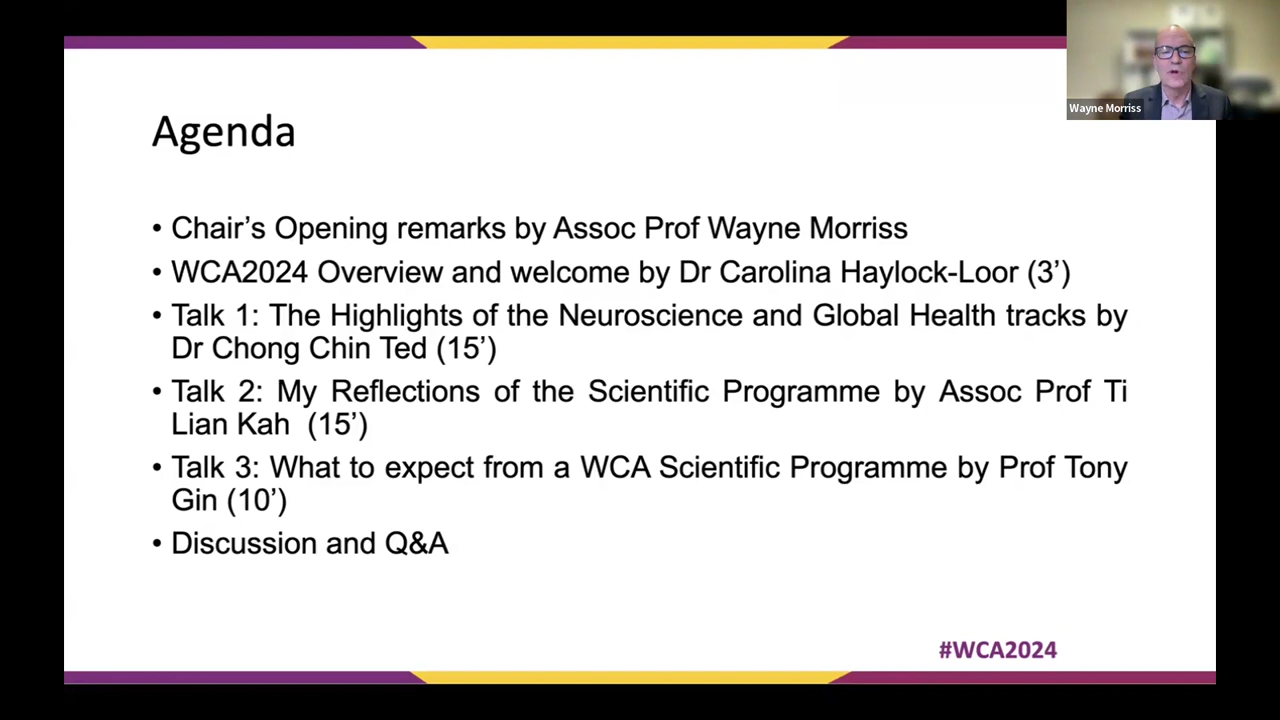 Wayne Morriss
Agenda
• Chair’s Opening remarks by Assoc Prof Wayne Morriss
• WCA2024 Overview and welcome by Dr Carolina Haylock-Loor (3’)
• Talk 1: The Highlights of the Neuroscience and Global Health tracks by
Dr Chong Chin Ted (15’)
• Talk 2: My Reflections of the Scientific Programme by Assoc Prof Ti
Lian Kah (15’)
• Talk 3: What to expect from a WCA Scientific Programme by Prof Tony
Gin (10’)
• Discussion and Q&A
#WCA2024